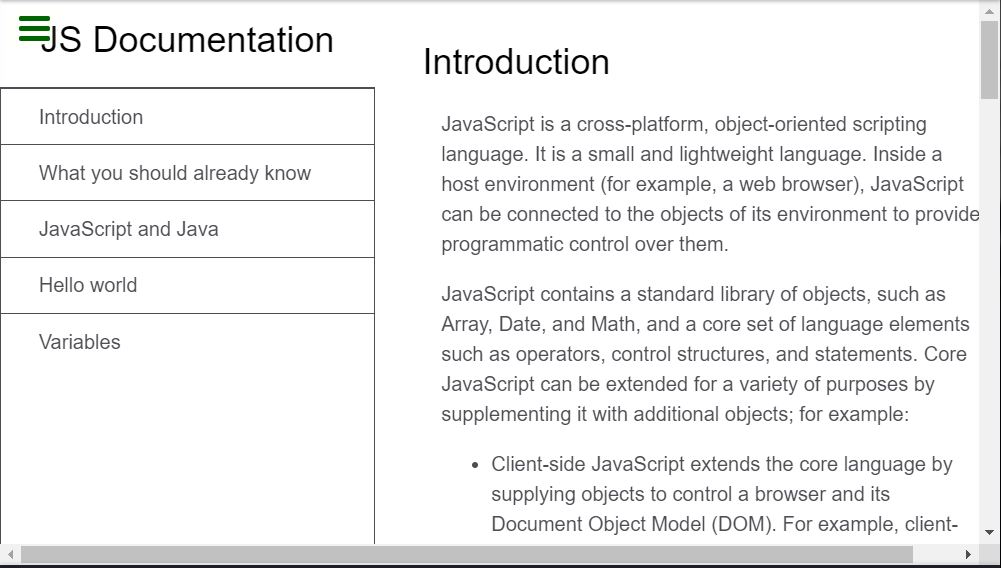 JS Documentation
Introduction
What you should already know
JavaScript and Java
Hello world
Variables
Introduction
JavaScript is a cross-platform, object-oriented scripting
language. It is a small and lightweight language. Inside a
host environment (for example, a web browser), JavaScript
can be connected to the objects of its environment to provide
programmatic control over them.
JavaScript contains a standard library of objects, such as
Array, Date, and Math, and a core set of language elements
such as operators, control structures, and statements. Core
JavaScript can be extended for a variety of purposes by
supplementing it with additional objects; for example:
• Client-side JavaScript extends the core language by
supplying objects to control a browser and its
Document Object Model (DOM). For example, client-